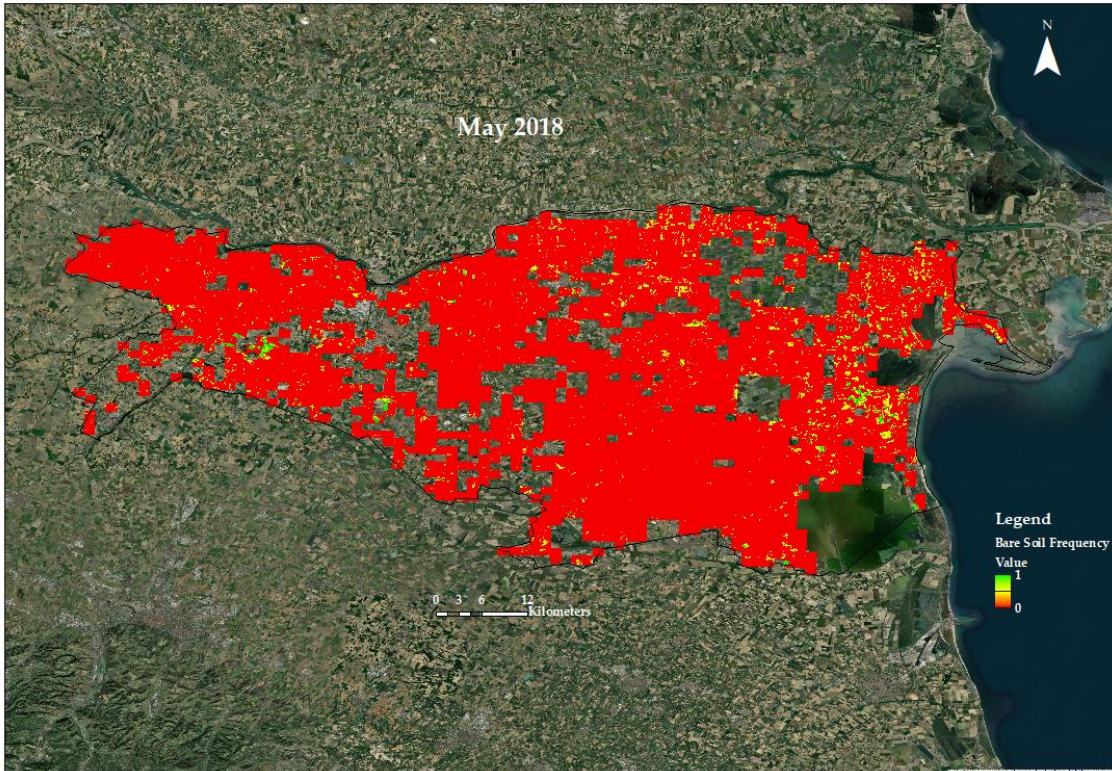 N
May 2018
Legend
Bare Soil Frequency
Value
1
0
0 3 6 12
Kilometers